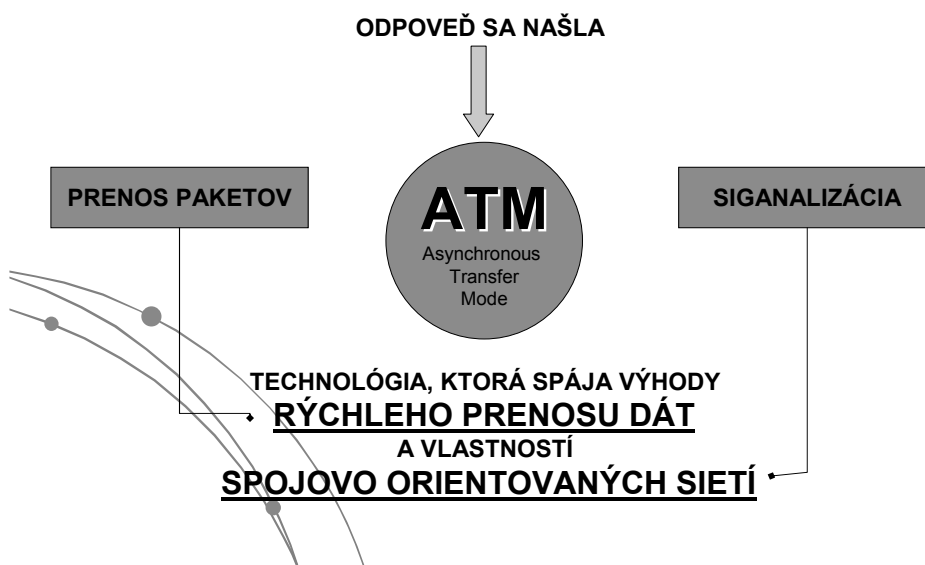 ODPOVEĎ SA NAŠLA
PRENOS PAKETOV
ATM
Asynchronous
Transfer
Mode
SIGANALIZÁCIA
TECHNOLÓGIA, KTORÁ SPÁJA VÝHODY
RÝCHLEHO PRENOSU DÁT
A VLASTNOSTÍ
SPOJOVO ORIENTOVANÝCH SIETÍ